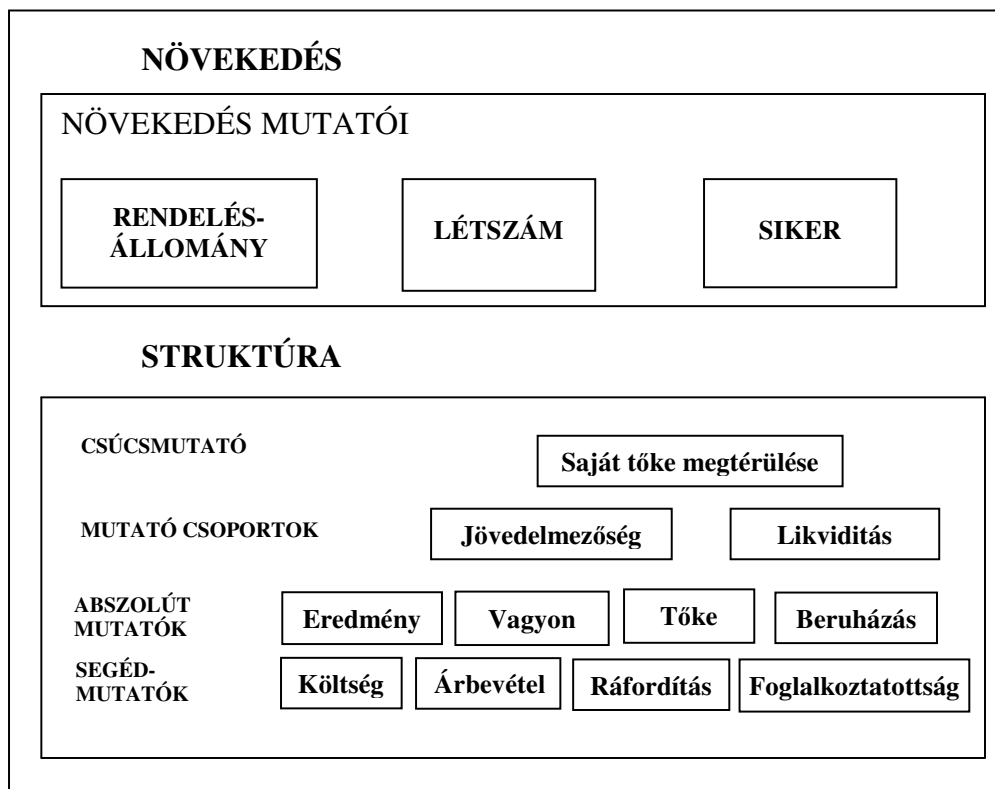 NÖVEKEDÉS
NÖVEKEDÉS MUTATÓI
RENDELÉS-
ÁLLOMÁNY
LÉTSZÁM
SIKER
STRUKTÚRA
CSÚCSMUTATÓ
Saját tőke megtérülése
MUTATÓ CSOPORTOK
Jövedelmezőség
Likviditás
ABSZOLÚT
MUTATÓK
Eredmény
Vagyon
Tőke
Beruházás
SEGÉD-
MUTATÓK
Költség
Árbevétel
Ráfordítás
Foglalkoztatottság